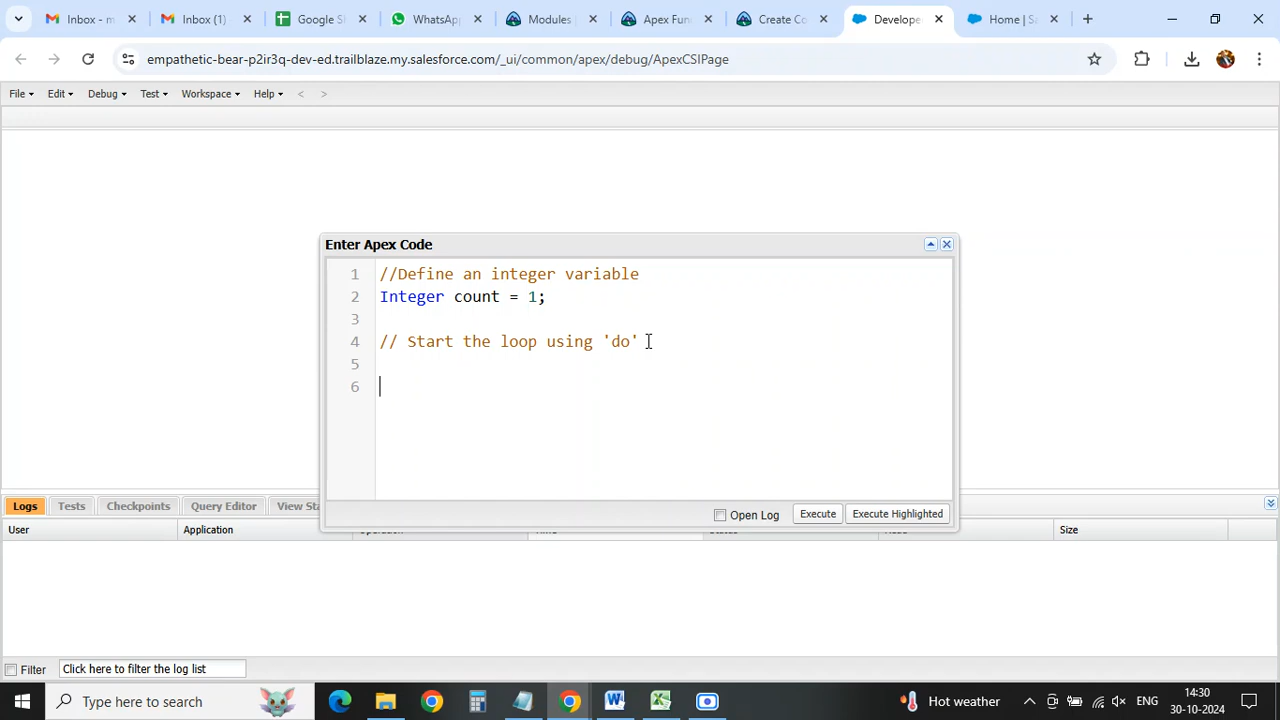 Inbox - m
Inbox (1)
Google S
WhatsAp
Modules
Apex Fun
Create Co
Develope
Home | S
empathetic-bear-p2ir3q-dev-ed.trailblaze.my.salesforce.com/_ui/common/apex/debug/ApexCSIPage
File Edit Debug Test Workspace Help < >
Enter Apex Code
1 //Define an integer variable
2 Integer count = 1;
3
4 // Start the loop using 'do'
5
6
Open Log Execute Execute Highlighted
Logs Tests Checkpoints Query Editor View Sta
User Application Status Size
Filter Click here to filter the log list
Type here to search
Hot weather ENG 14:30
30-10-2024